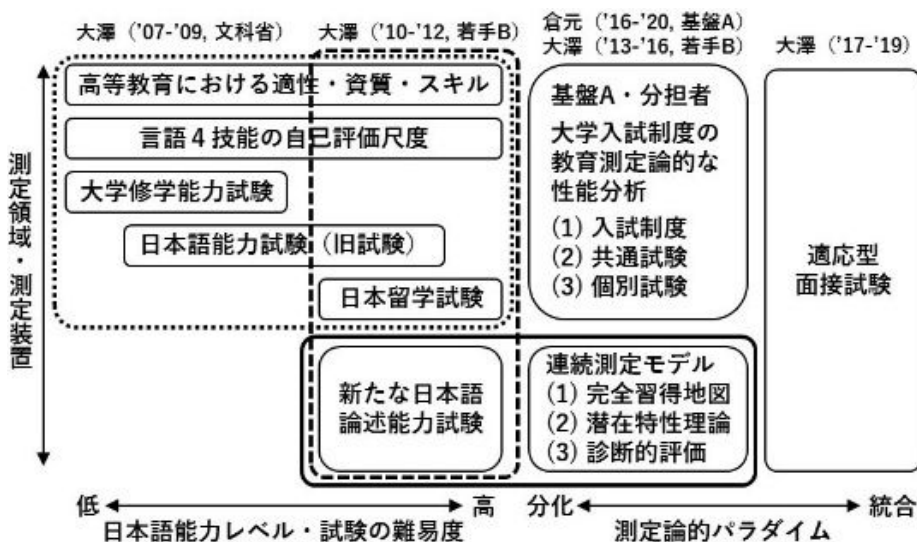 大澤（'07-'09, 文科省）
大澤（'10-'12, 若手B）
倉元（'16-'20, 基盤A）
大澤（'13-'16, 若手B）
大澤（'17-'19）
測定領域・測定装置
高等教育における適性・資質・スキル
言語４技能の自己評価尺度
大学修学能力試験
日本語能力試験（旧試験）
日本留学試験
新たな日本語
論述能力試験
基盤A・分担者
大学入試制度の
教育測定論的な
性能分析
(1) 入試制度
(2) 共通試験
(3) 個別試験
連続測定モデル
(1) 完全習得地図
(2) 潜在特性理論
(3) 診断的評価
適応型
面接試験
低
高
日本語能力レベル・試験の難易度
分化
統合
測定論的パラダイム